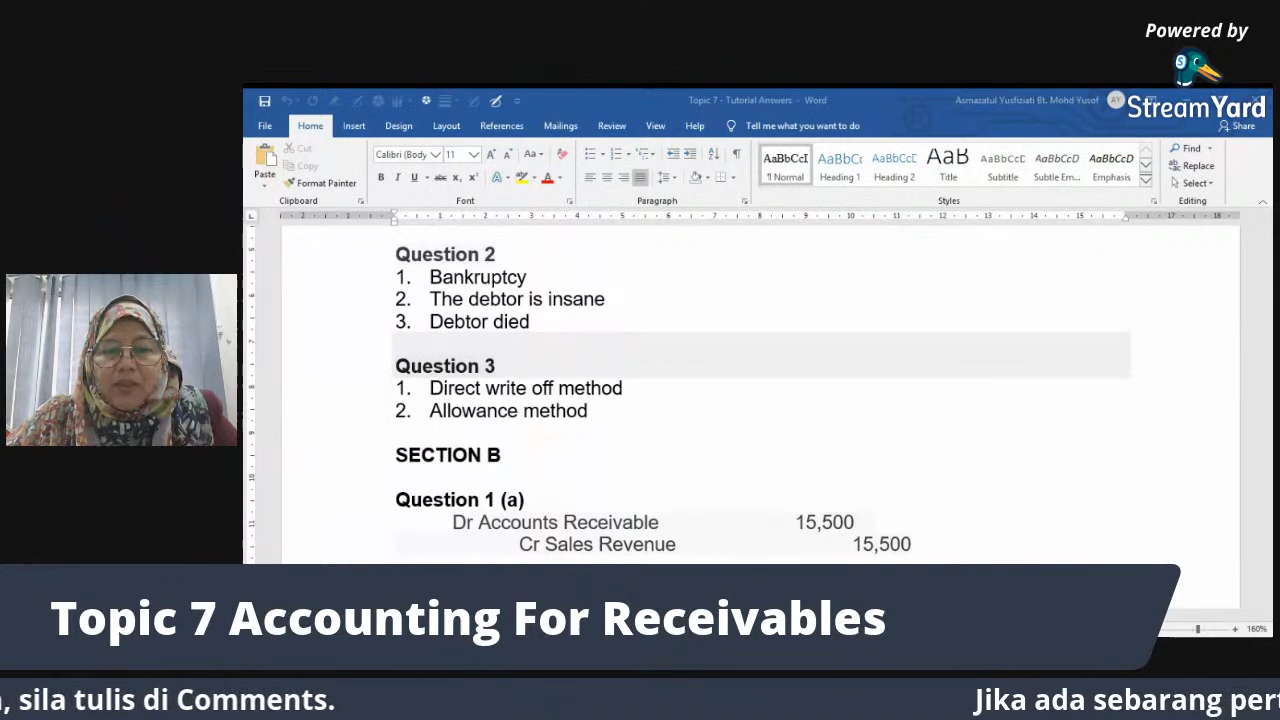 Powered by
StreamYard
Topic 7 - Tutorial Answers - Word
Asmazatul Yusfiziati Bt. Mohd Yusof
AY
File Home Insert Design Layout References Mailings Review View Help Tell me what you want to do
Share
Paste
Cut
Copy
Format Painter
Clipboard
Calibri (Body 11
Font
Paragraph
AaBbCcI AaBbC AaBbCcC AaB AaBbCcC AaBbCcD AaBbCcD
¶ Normal Heading 1 Heading 2 Title Subtitle Subtle Em... Emphasis
Styles
Find
Replace
Select
Editing
Question 2
1. Bankruptcy
2. The debtor is insane
3. Debtor died
Question 3
1. Direct write off method
2. Allowance method
SECTION B
Question 1 (a)
Dr Accounts Receivable 15,500
Cr Sales Revenue 15,500
160%
Topic 7 Accounting For Receivables
, sila tulis di Comments.
Jika ada sebarang